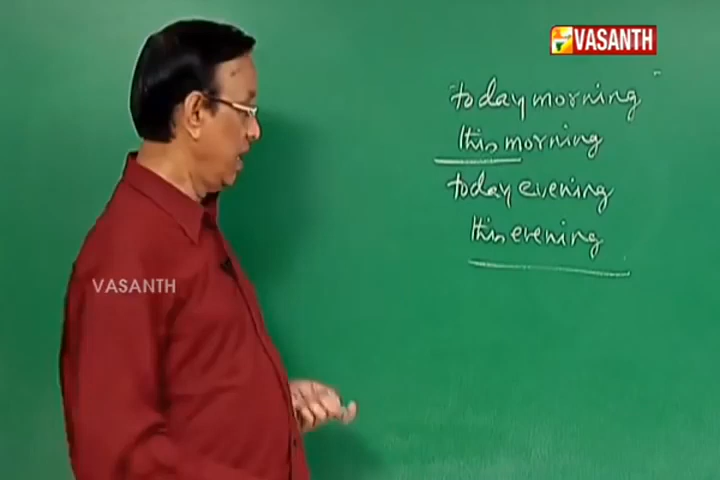 VASANTH
"today morning"
this morning
today evening
this evening
VASANTH